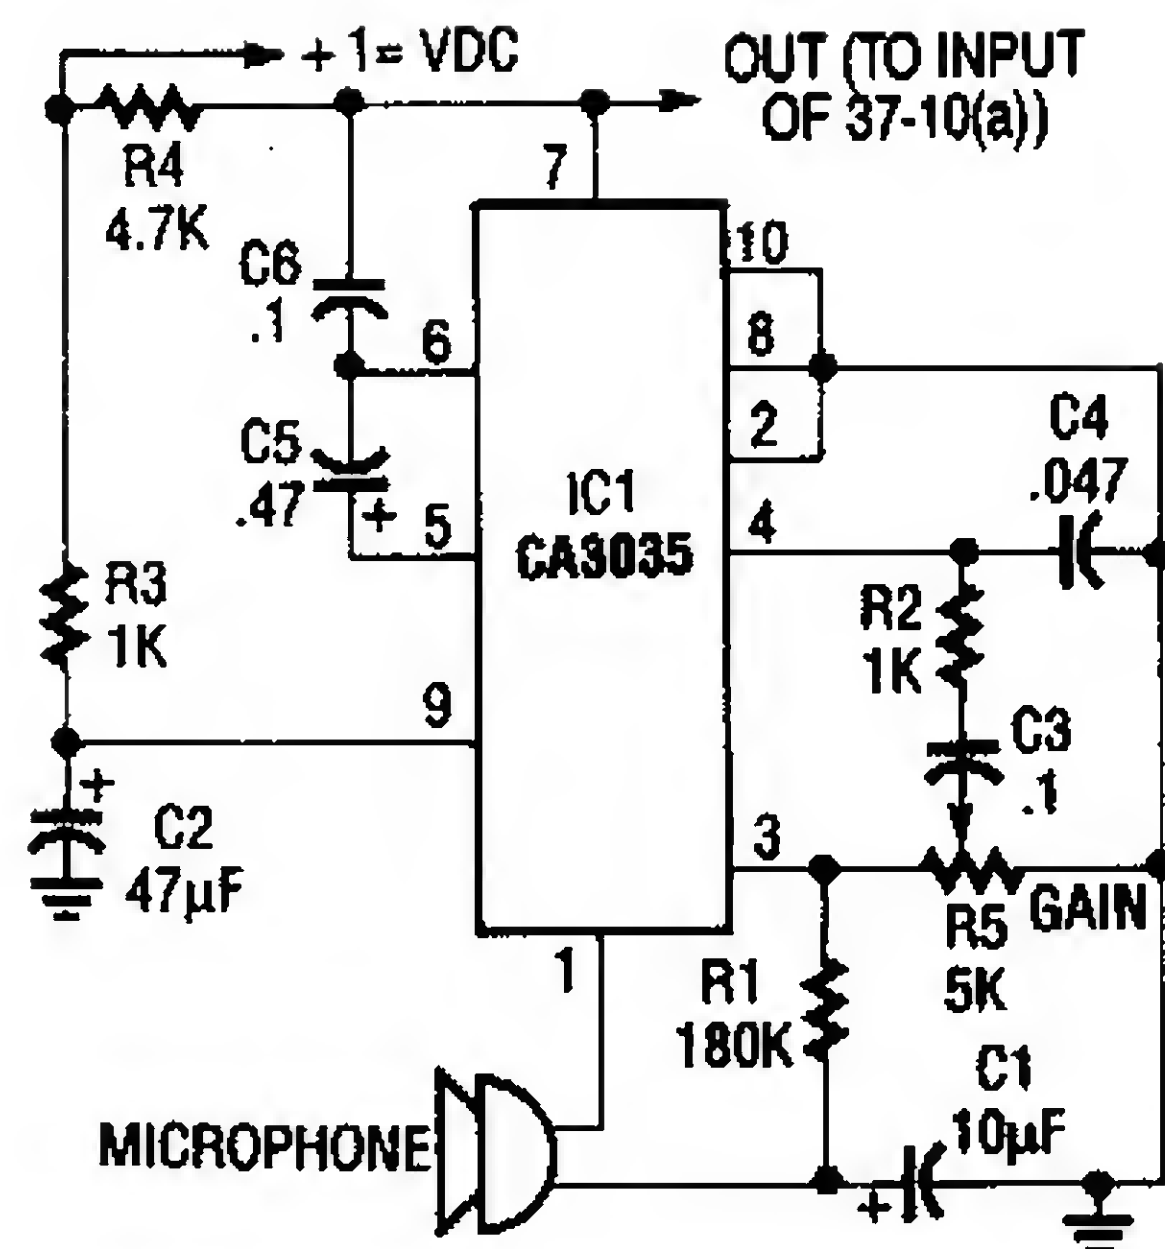 + 1= VDC
OUT (TO INPUT
OF 37-10(a))
R4
4.7K
7
10
C6
.1
6
8
C5
.47
+
5
2
C4
.047
IC1
CA3035
4
R3
1K
R2
1K
9
C3
.1
+
C2
47µF
3
GAIN
R5
5K
1
R1
180K
C1
10µF
MICROPHONE
+